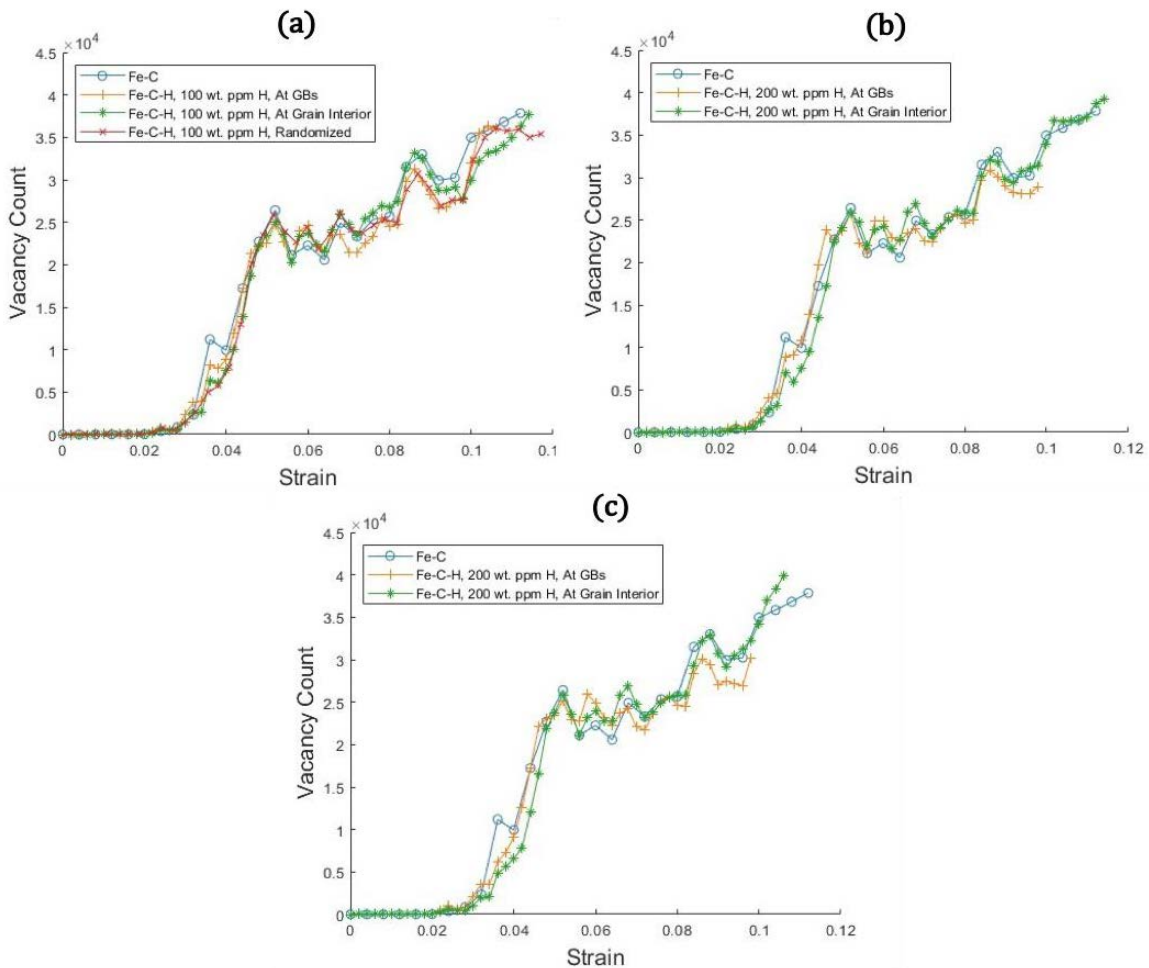 (a)
×10⁴
4.5
4
3.5
3
2.5
2
1.5
1
0.5
0
Vacancy Count
Fe-C
Fe-C-H, 100 wt. ppm H, At GBs
Fe-C-H, 100 wt. ppm H, At Grain Interior
Fe-C-H, 100 wt. ppm H, Randomized
0 0.02 0.04 0.06 0.08 0.1 0.1
Strain
(b)
×10⁴
4.5
4
3.5
3
2.5
2
1.5
1
0.5
0
Vacancy Count
Fe-C
Fe-C-H, 200 wt. ppm H, At GBs
Fe-C-H, 200 wt. ppm H, At Grain Interior
0 0.02 0.04 0.06 0.08 0.1 0.12
Strain
(c)
×10⁴
4.5
4
3.5
3
2.5
2
1.5
1
0.5
0
Vacancy Count
Fe-C
Fe-C-H, 200 wt. ppm H, At GBs
Fe-C-H, 200 wt. ppm H, At Grain Interior
0 0.02 0.04 0.06 0.08 0.1 0.12
Strain